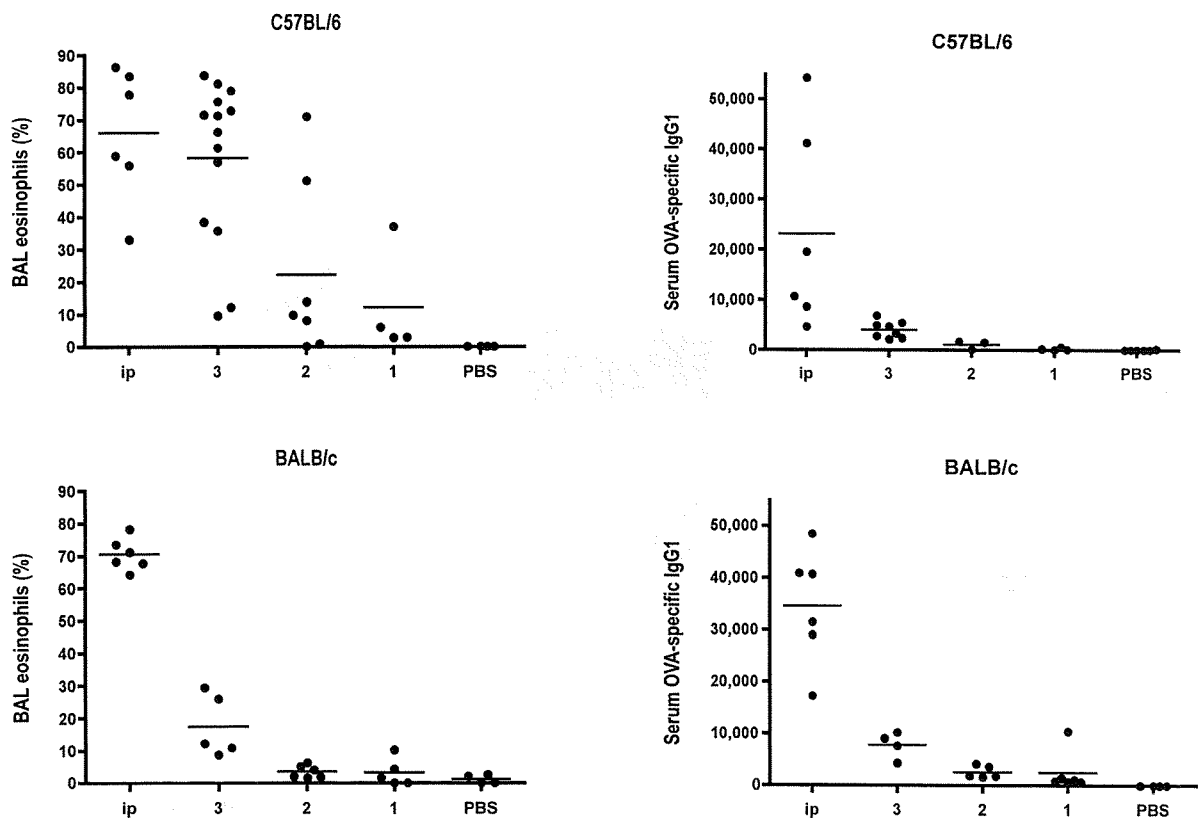 C57BL/6
BAL eosinophils (%)
90
80
70
60
50
40
30
20
10
0
ip 3 2 1 PBS
C57BL/6
Serum OVA-specific IgG1
50,000
40,000
30,000
20,000
10,000
0
ip 3 2 1 PBS
BALB/c
BAL eosinophils (%)
90
80
70
60
50
40
30
20
10
0
ip 3 2 1 PBS
BALB/c
Serum OVA-specific IgG1
50,000
40,000
30,000
20,000
10,000
0
ip 3 2 1 PBS